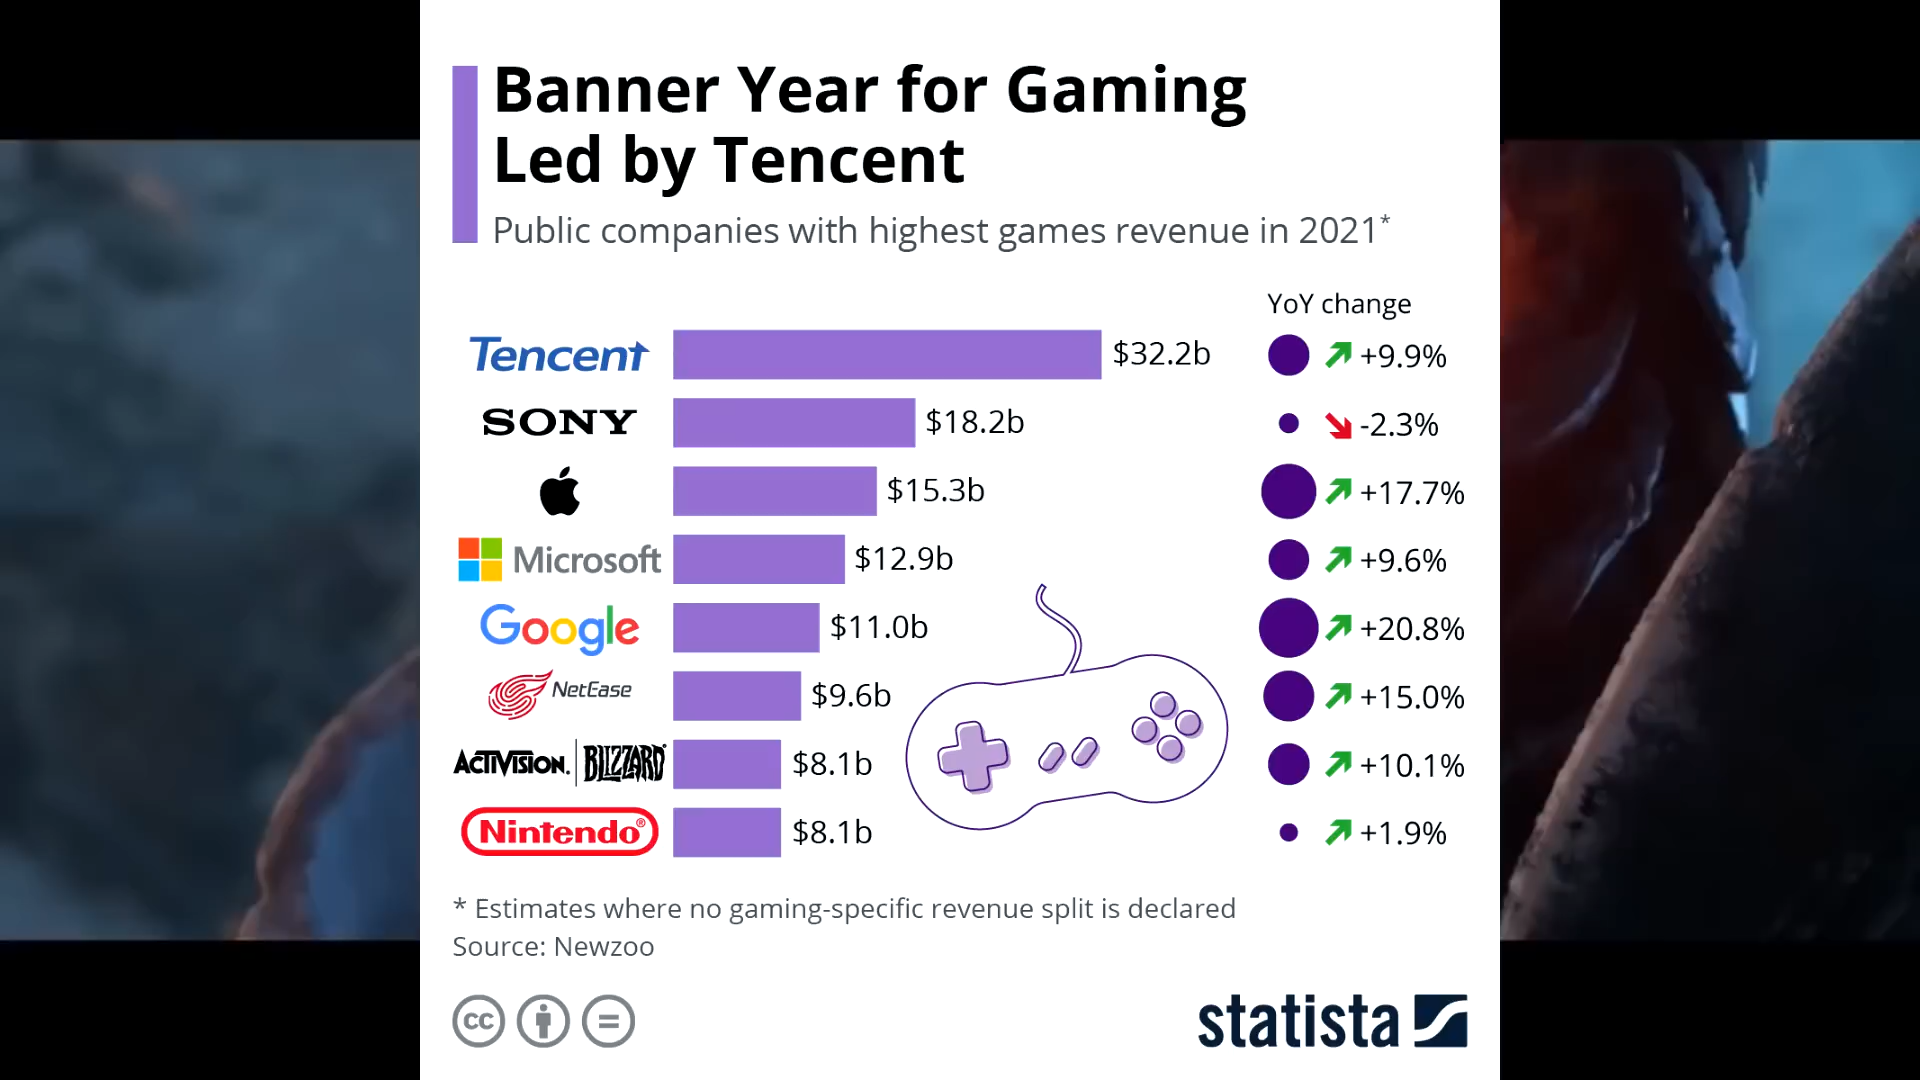 Banner Year for Gaming
Led by Tencent
Public companies with highest games revenue in 2021*
YoY change
Tencent $32.2b +9.9%
SONY $18.2b -2.3%
$15.3b +17.7%
Microsoft $12.9b +9.6%
Google $11.0b +20.8%
NetEase $9.6b +15.0%
ACTIVISION. BLIZZARD $8.1b +10.1%
Nintendo® $8.1b +1.9%
* Estimates where no gaming-specific revenue split is declared
Source: Newzoo
cc =
statista